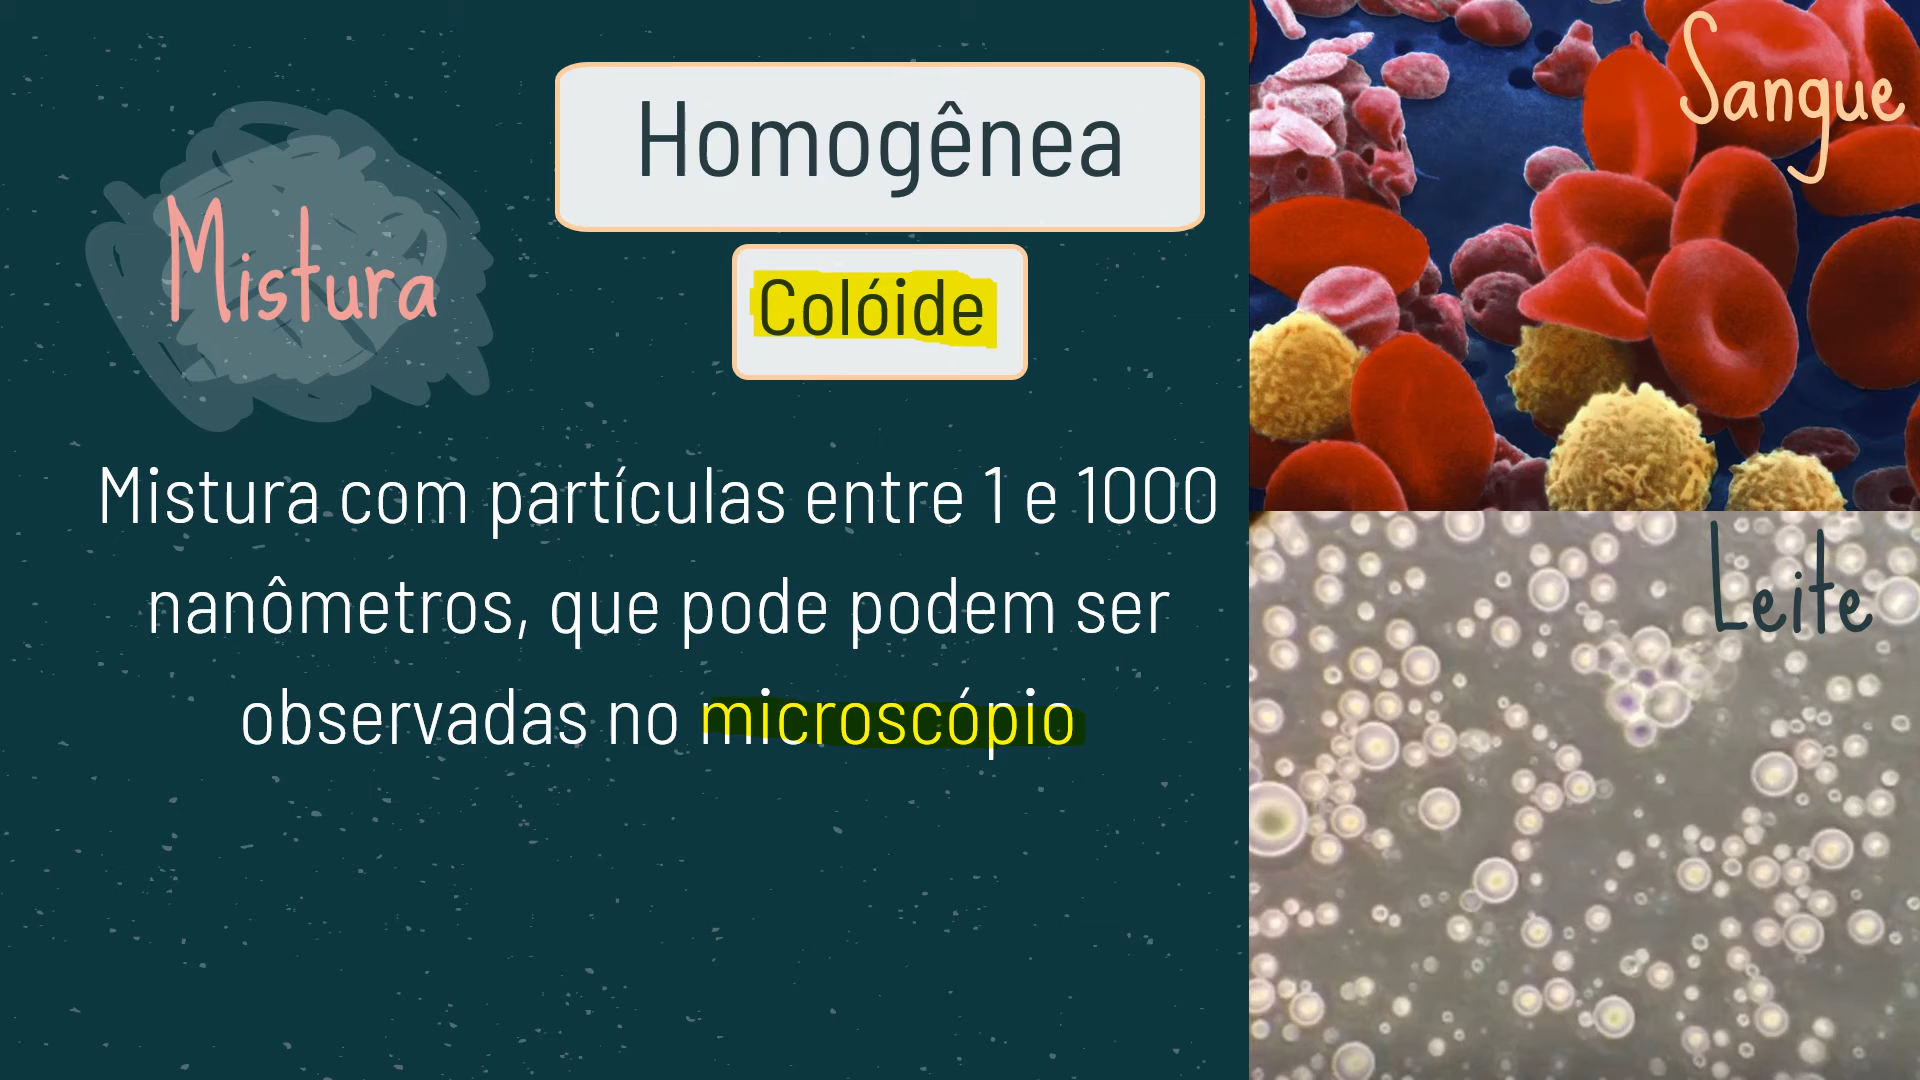 Mistura
Homogênea
Colóide
Mistura com partículas entre 1 e 1000
nanômetros, que pode podem ser
observadas no microscópio
Sangue
Leite